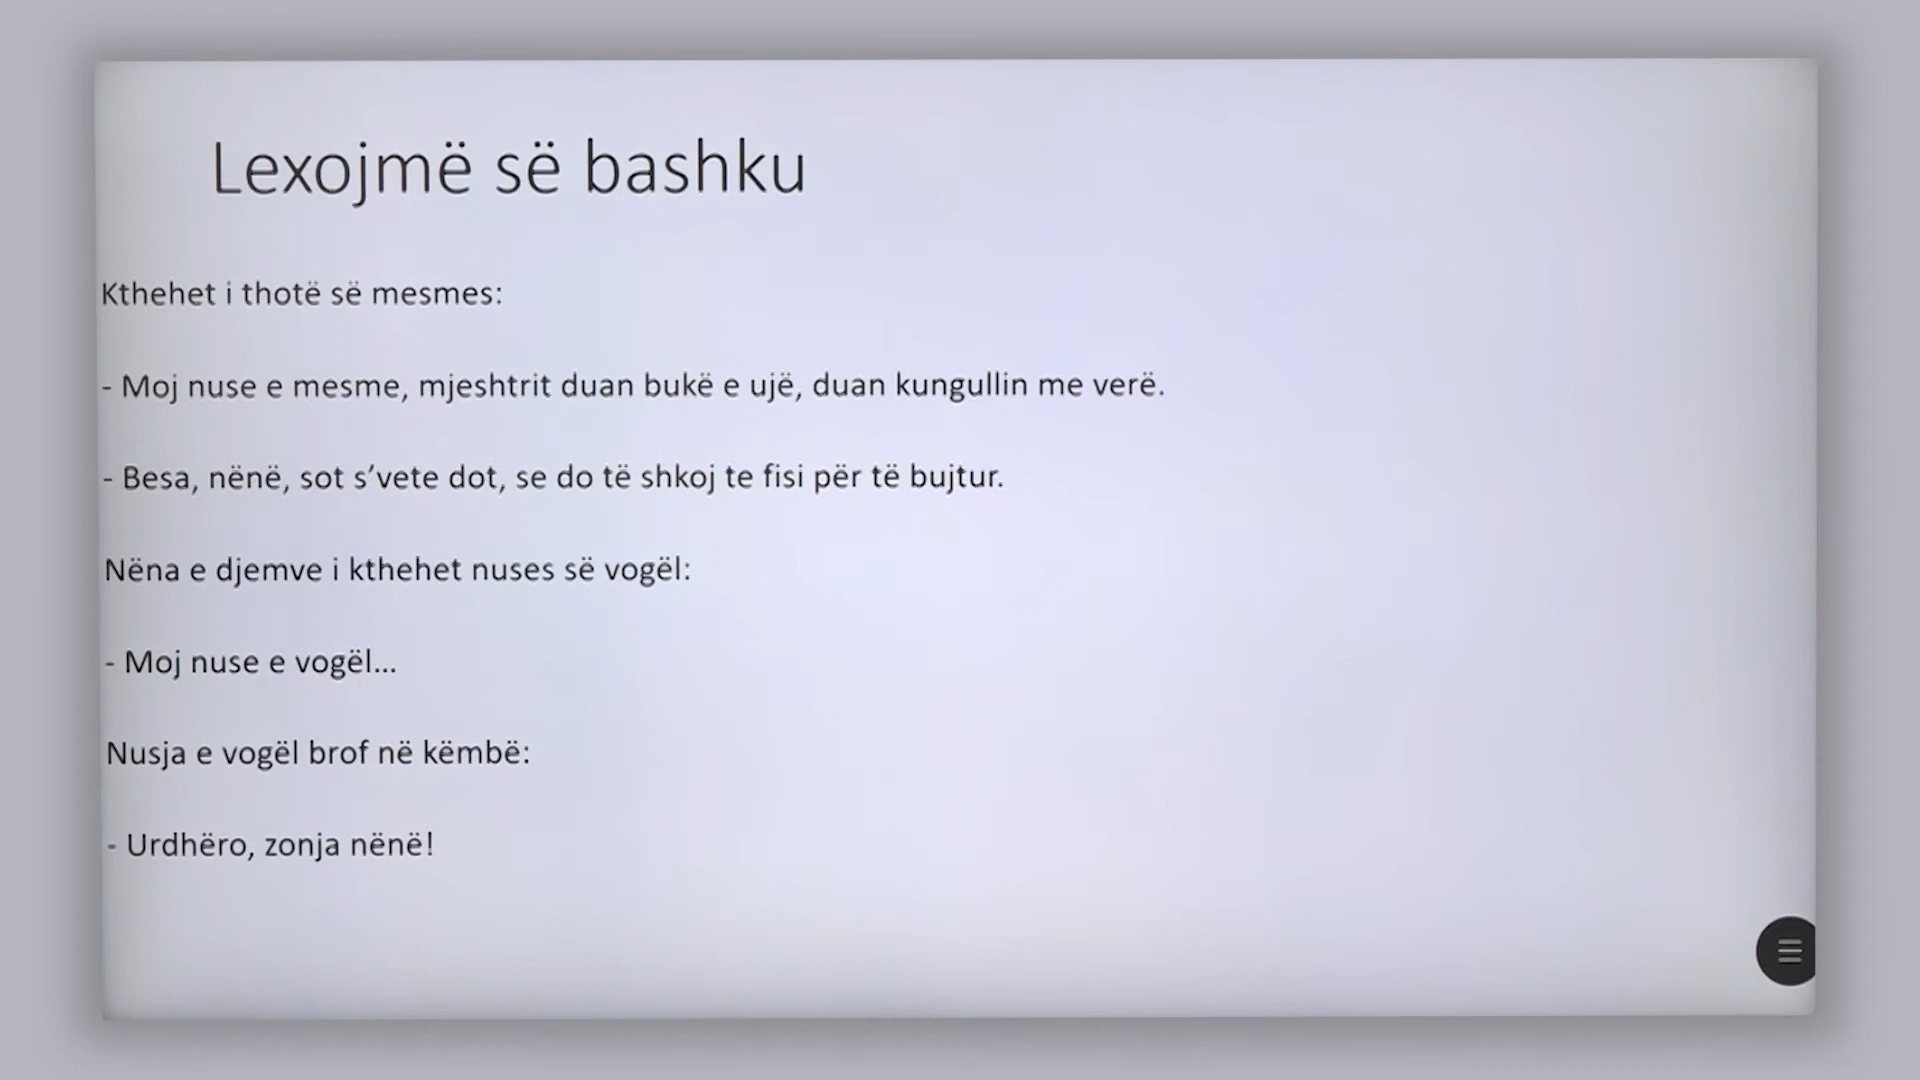 Lexojmë së bashku
Kthehet i thotë së mesmes:
- Moj nuse e mesme, mjeshtrit duan bukë e ujë, duan kungullin me verë.
- Besa, nënë, sot s’vete dot, se do të shkoj te fisi për të bujtur.
Nëna e djemve i kthehet nuses së vogël:
- Moj nuse e vogël...
Nusja e vogël brof në këmbë:
- Urdhëro, zonja nënë!